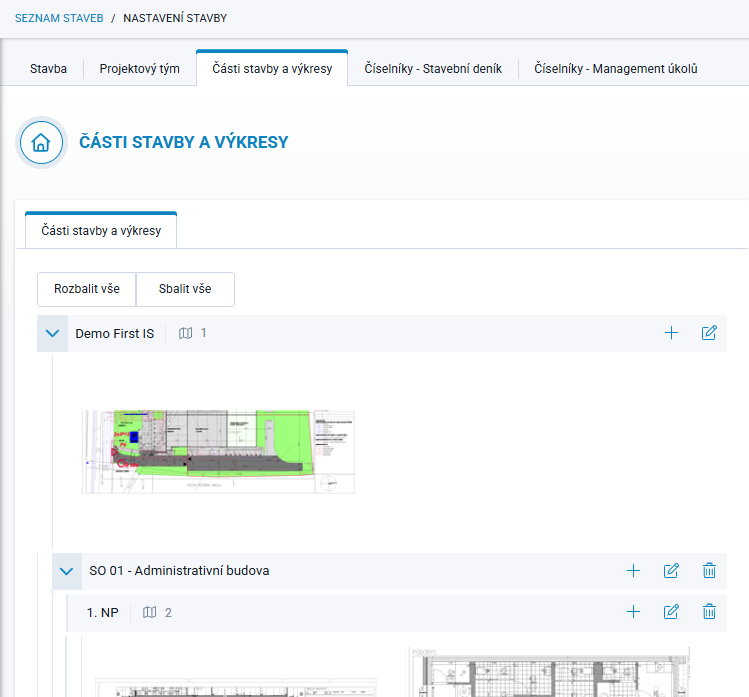 SEZNAM STAVEB / NASTAVENÍ STAVBY
Stavba Projektový tým Části stavby a výkresy Číselníky - Stavební deník Číselníky - Management úkolů
ČÁSTI STAVBY A VÝKRESY
Části stavby a výkresy
Rozbalit vše Sbalit vše
Demo First IS 1
SO 01 - Administrativní budova
1. NP 2
PŮDORYS